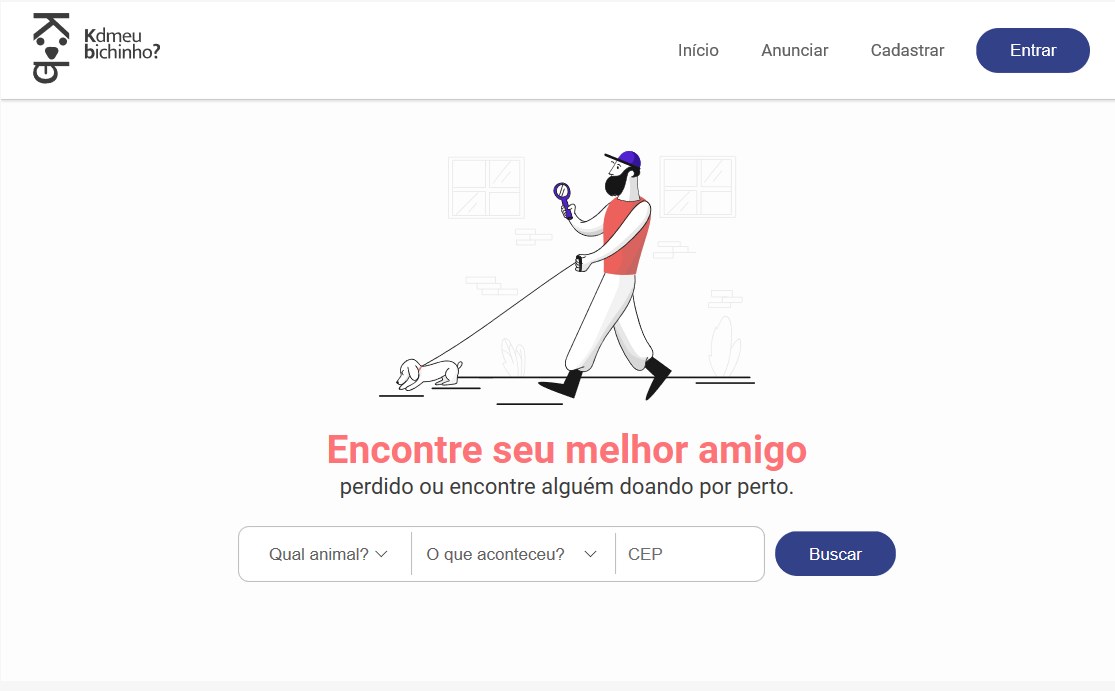 Kdmeu
bichinho?
Início
Anunciar
Cadastrar
Entrar
Encontre seu melhor amigo
perdido ou encontre alguém doando por perto.
Qual animal?
O que aconteceu?
CEP
Buscar